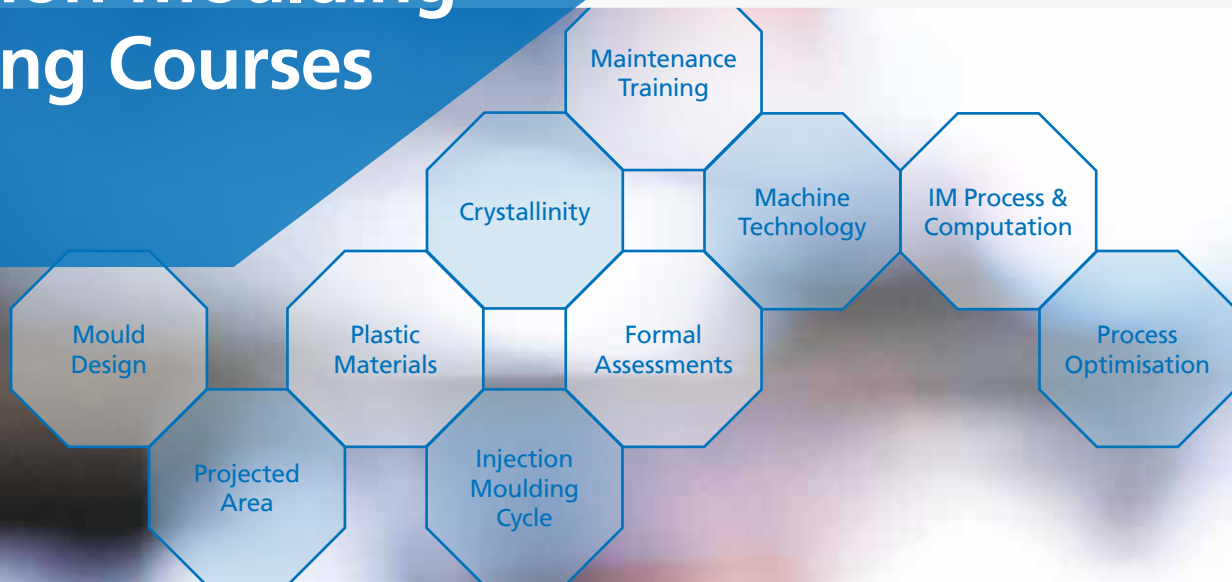 ng Courses
Maintenance
Training
Crystallinity
Machine
Technology
IM Process &
Computation
Mould
Design
Plastic
Materials
Formal
Assessments
Process
Optimisation
Projected
Area
Injection
Moulding
Cycle